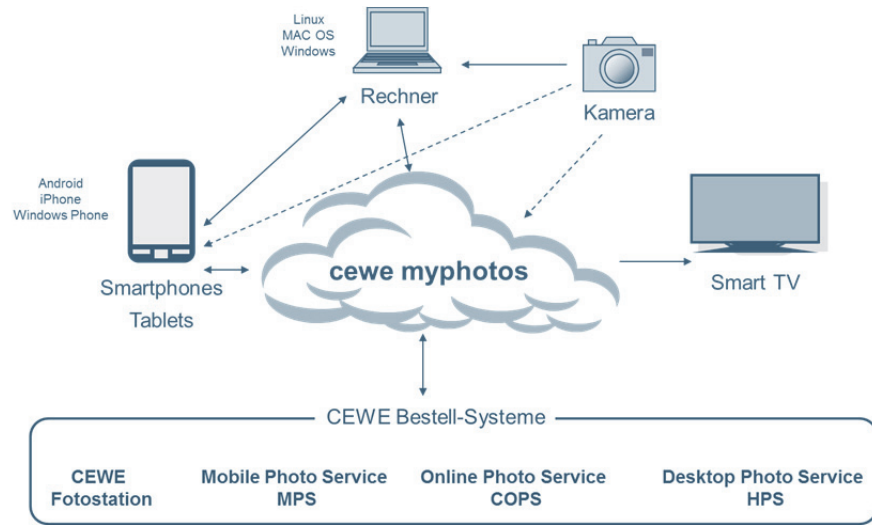 Linux
MAC OS
Windows
Rechner
Kamera
Android
iPhone
Windows Phone
Smartphones
Tablets
cewe myphotos
Smart TV
CEWE Bestell-Systeme
CEWE
Fotostation
Mobile Photo Service
MPS
Online Photo Service
COPS
Desktop Photo Service
HPS